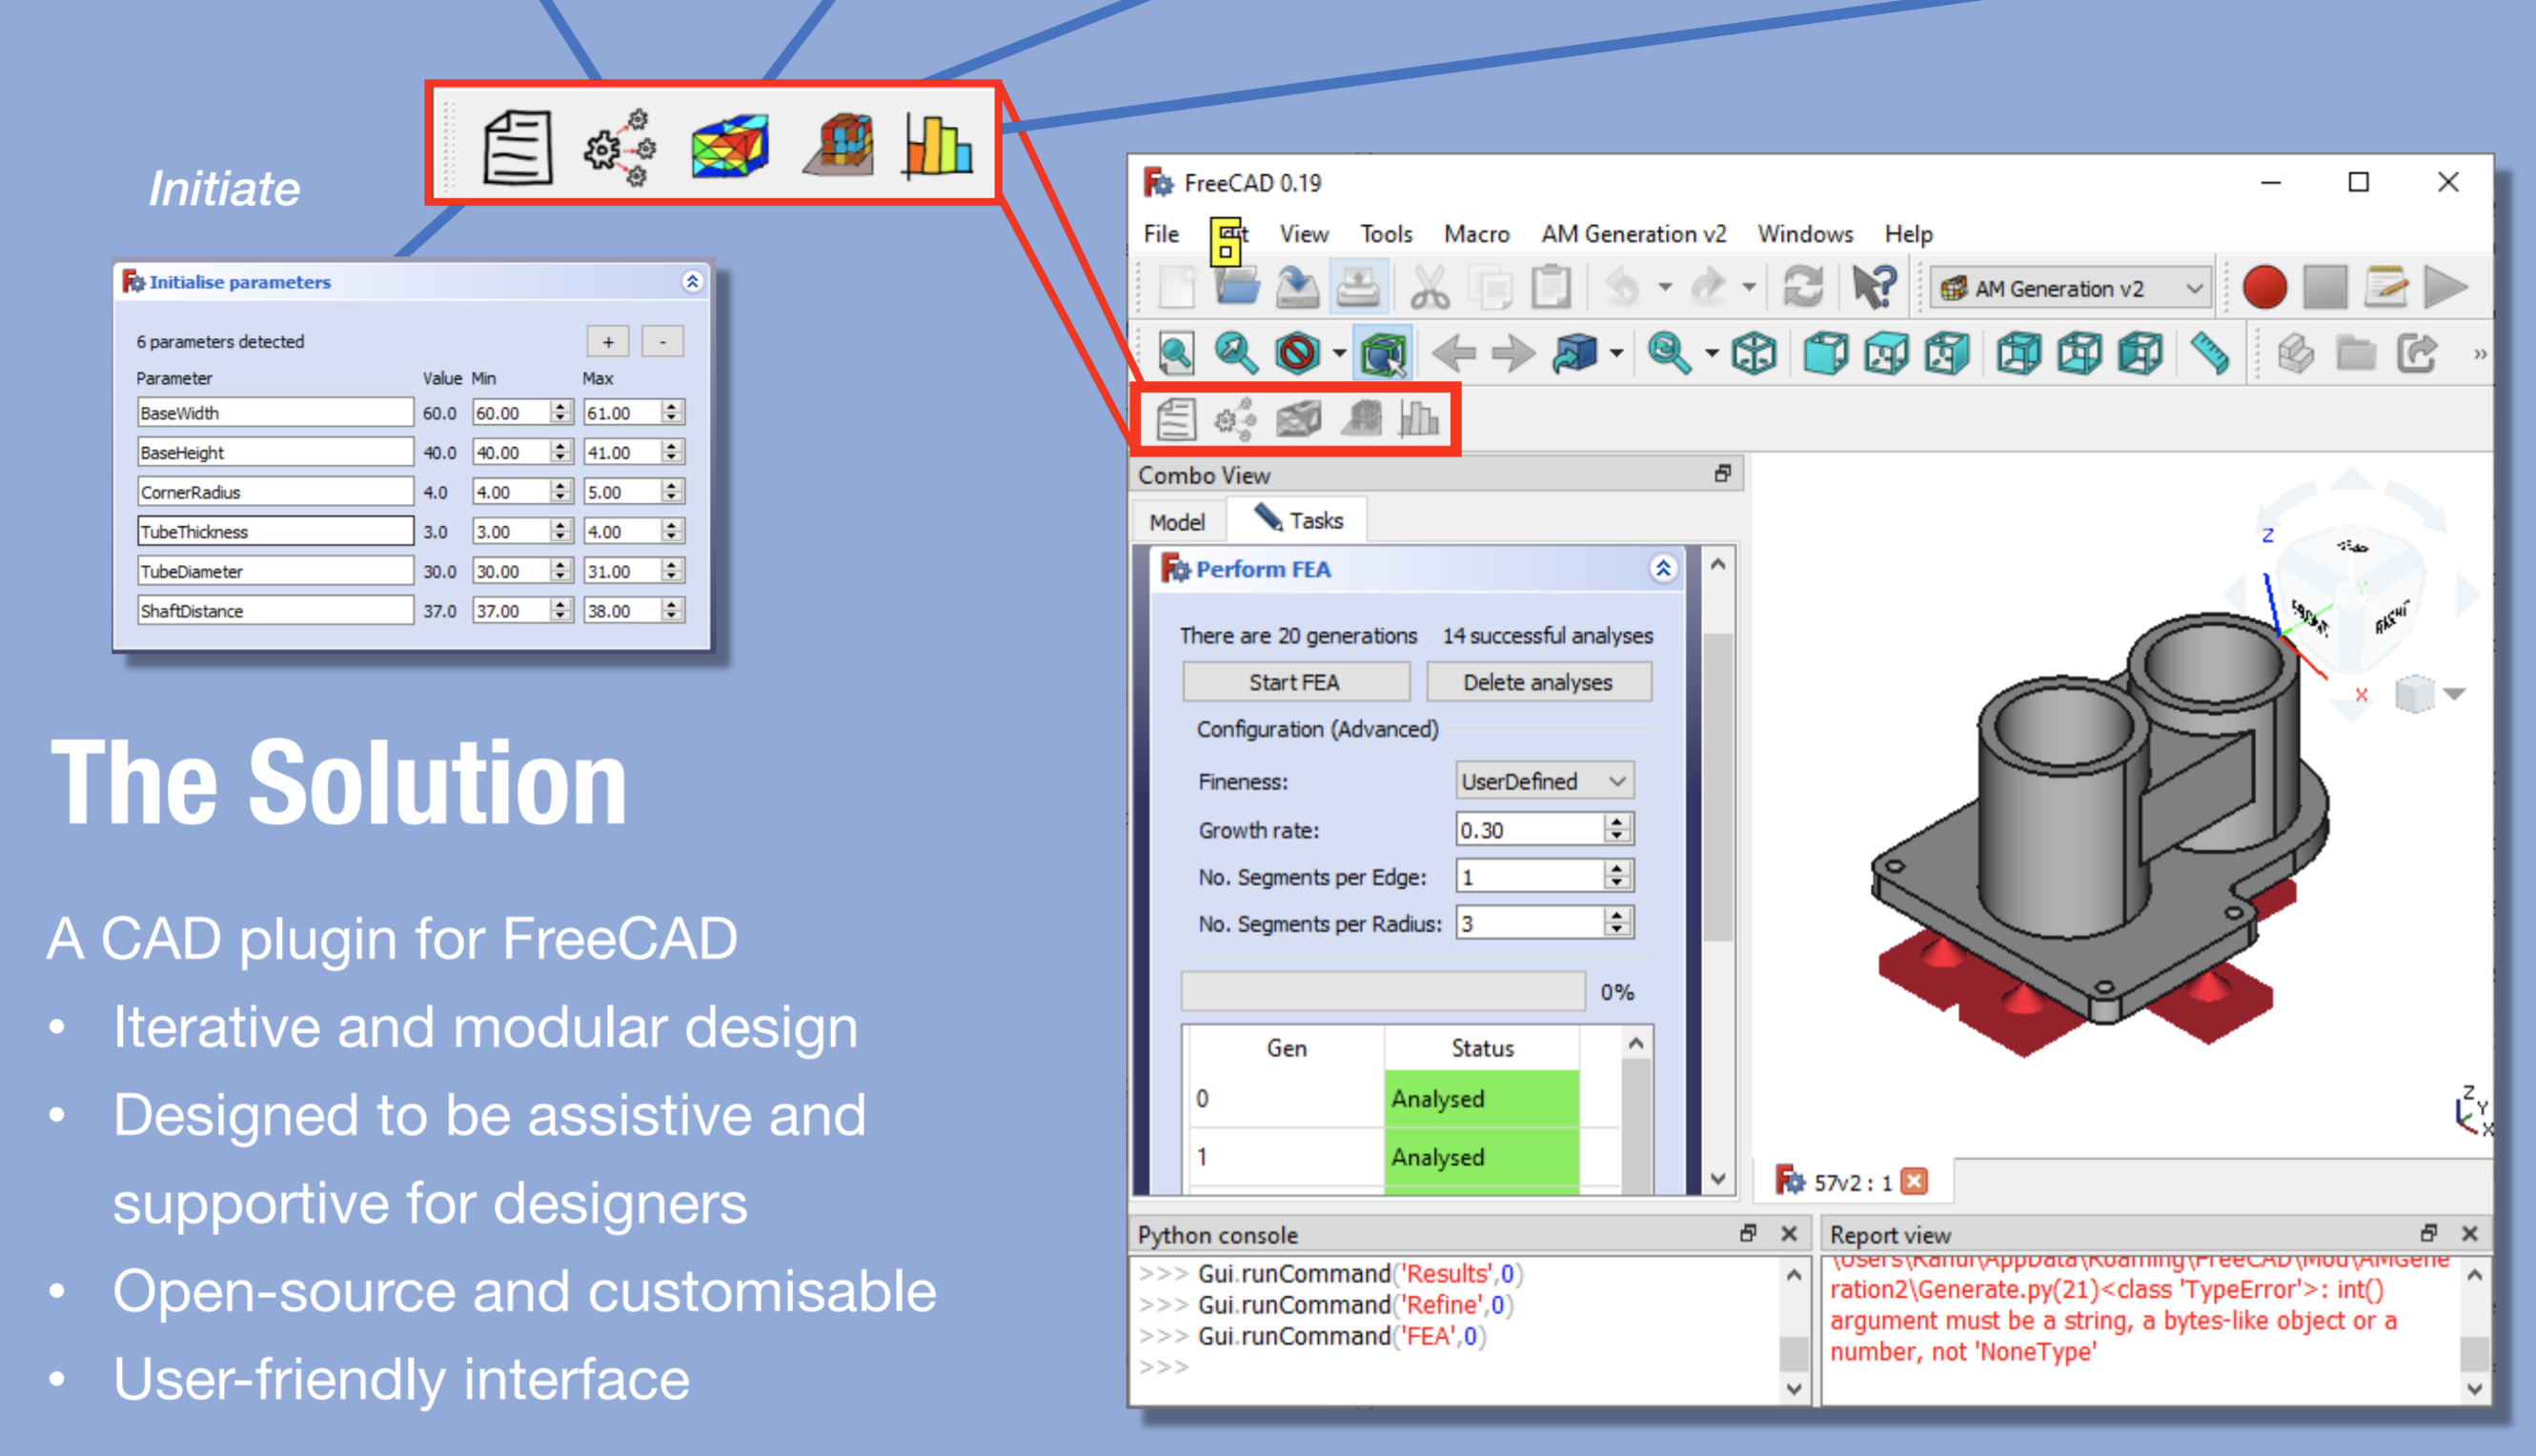 Initiate
Initialise parameters
6 parameters detected
+ -
Parameter Value Min Max
BaseWidth 60.0 60.00 61.00
BaseHeight 40.0 40.00 41.00
CornerRadius 4.0 4.00 5.00
TubeThickness 3.0 3.00 4.00
TubeDiameter 30.0 30.00 31.00
ShaftDistance 37.0 37.00 38.00
The Solution
A CAD plugin for FreeCAD
• Iterative and modular design
• Designed to be assistive and
supportive for designers
• Open-source and customisable
• User-friendly interface
FreeCAD 0.19
File View Tools Macro AM Generation v2 Windows Help
AM Generation v2
Combo View
Model Tasks
Perform FEA
There are 20 generations 14 successful analyses
Start FEA Delete analyses
Configuration (Advanced)
Fineness: UserDefined
Growth rate: 0.30
No. Segments per Edge: 1
No. Segments per Radius: 3
0%
Gen Status
0 Analysed
1 Analysed
Z
Y
FRONT
RIGHT
X
Z
Y
X
57v2 : 1
Python console
>>> Gui.runCommand('Results',0)
>>> Gui.runCommand('Refine',0)
>>> Gui.runCommand('FEA',0)
>>>
Report view
ration2\Generate.py(21)<class 'TypeError'>: int()
argument must be a string, a bytes-like object or a
number, not 'NoneType'